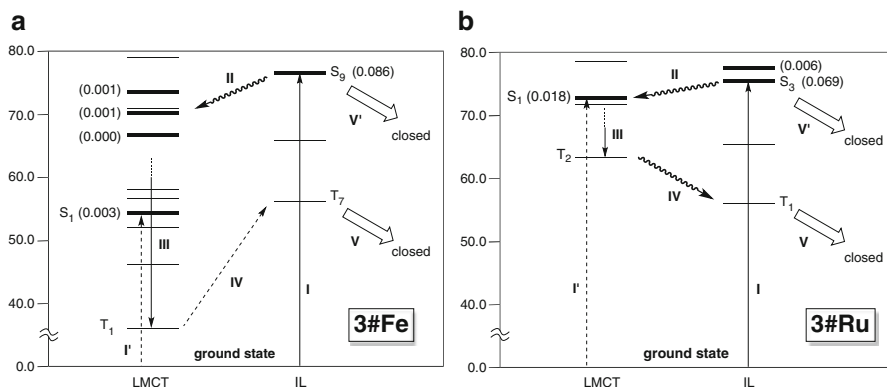 a
80.0
70.0
60.0
50.0
40.0
0.0
(0.001)
(0.001)
(0.000)
S1 (0.003)
T1
II
S9 (0.086)
V'
closed
T7
V
closed
III
IV
I
I'
3#Fe
ground state
LMCT
IL
b
80.0
70.0
60.0
50.0
40.0
0.0
S1 (0.018)
T2
II
(0.006)
S3 (0.069)
V'
closed
III
IV
T1
V
closed
I'
I
3#Ru
ground state
LMCT
IL